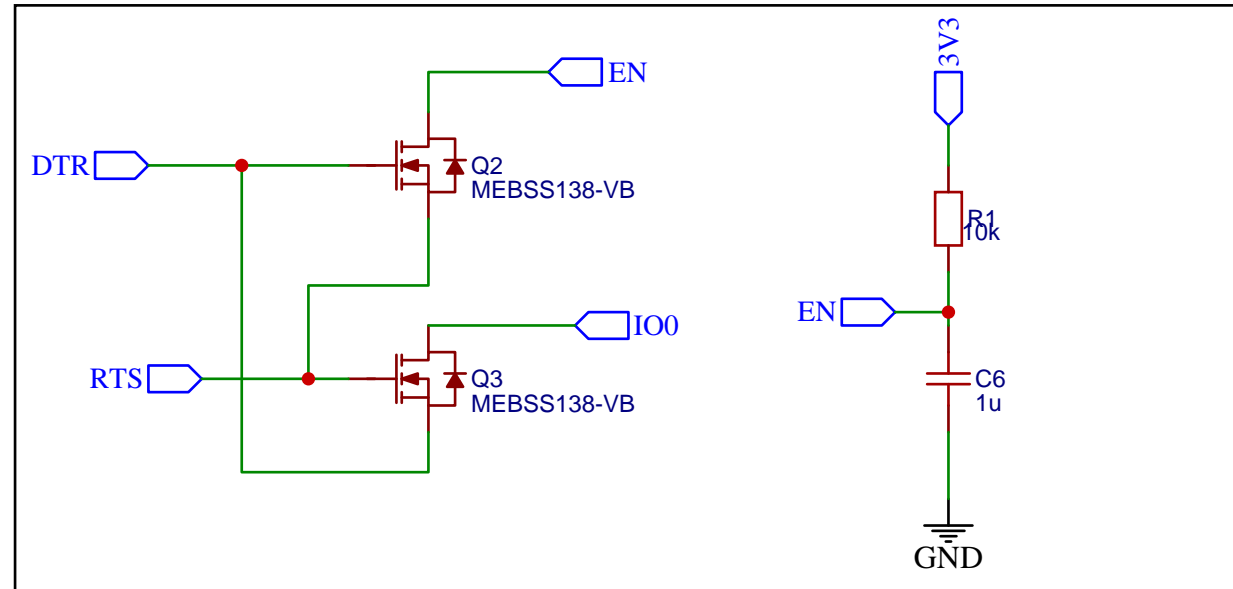 EN
DTR
Q2
MEBSS138-VB
IO0
RTS
Q3
MEBSS138-VB
3V3
R1
10k
EN
C6
1u
GND